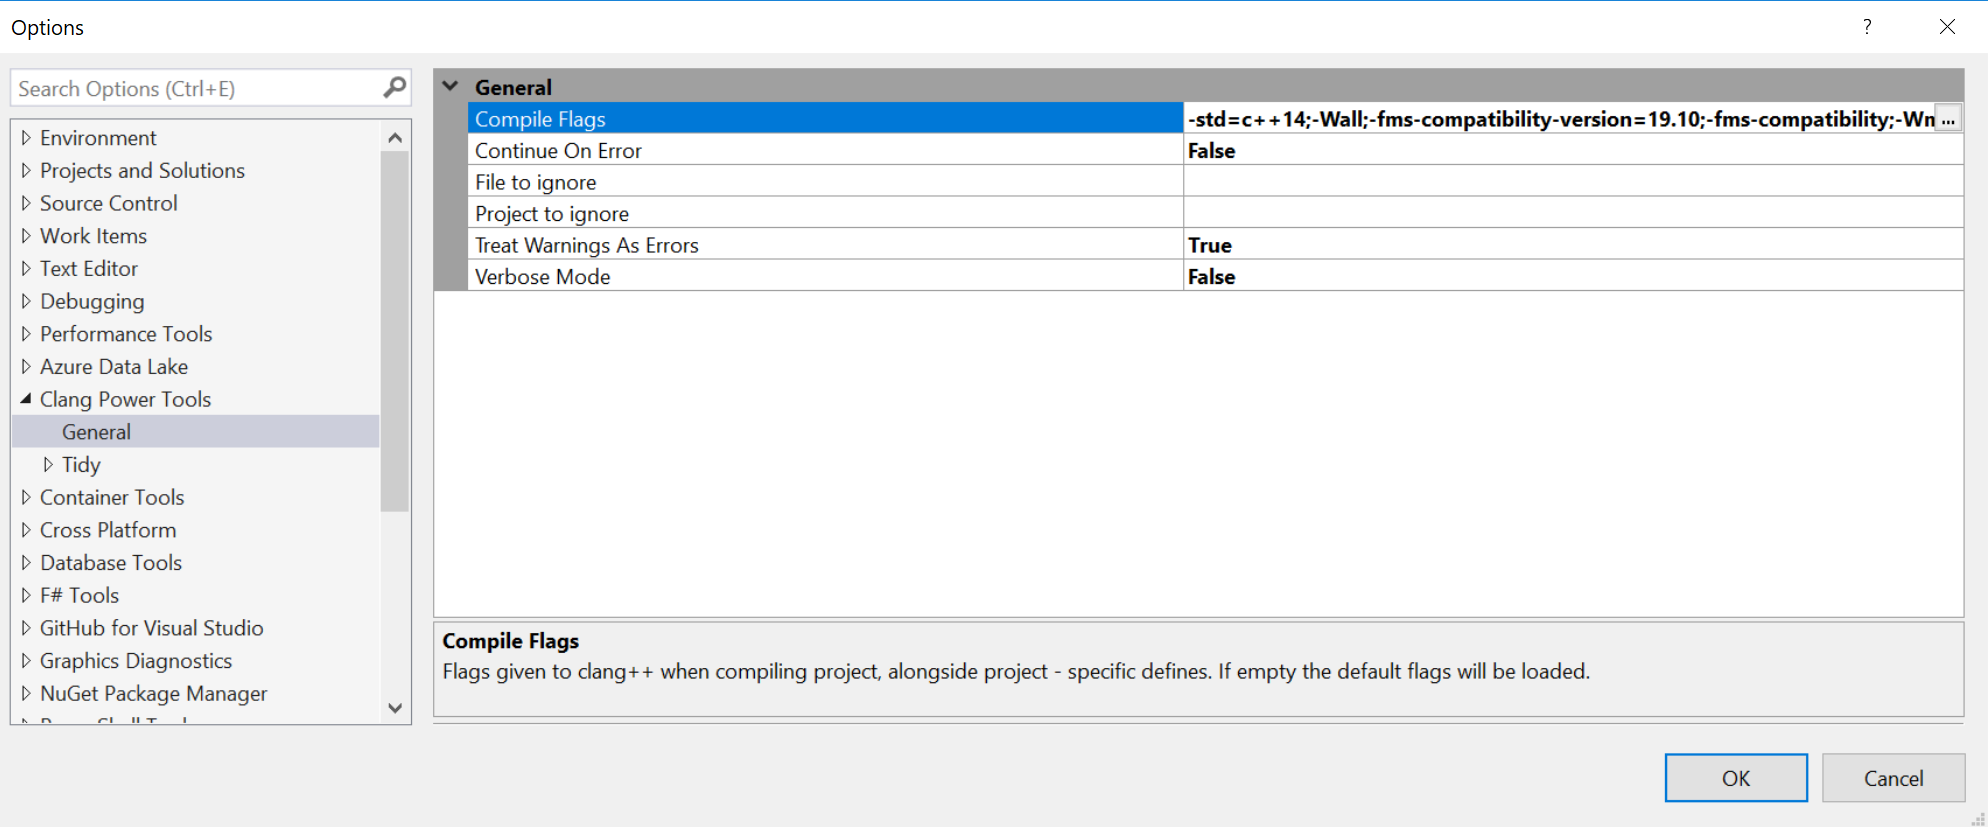 Options
?
Search Options (Ctrl+E)
Environment
Projects and Solutions
Source Control
Work Items
Text Editor
Debugging
Performance Tools
Azure Data Lake
Clang Power Tools
General
Tidy
Container Tools
Cross Platform
Database Tools
F# Tools
GitHub for Visual Studio
Graphics Diagnostics
NuGet Package Manager
General
Compile Flags -std=c++14;-Wall;-fms-compatibility-version=19.10;-fms-compatibility;-Wn ...
Continue On Error False
File to ignore
Project to ignore
Treat Warnings As Errors True
Verbose Mode False
Compile Flags
Flags given to clang++ when compiling project, alongside project - specific defines. If empty the default flags will be loaded.
OK Cancel